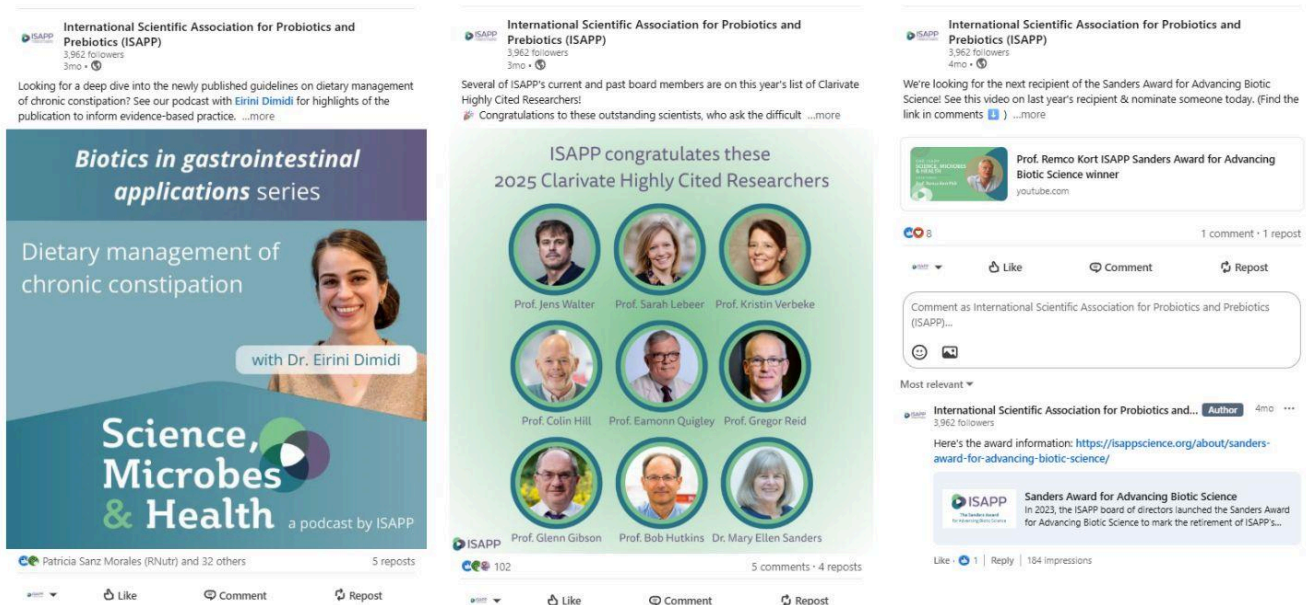 ISAPP
International Scientific Association for Probiotics and
Prebiotics (ISAPP)
3,962 followers
3mo •
Looking for a deep dive into the newly published guidelines on dietary management
of chronic constipation? See our podcast with Eirini Dimidi for highlights of the
publication to inform evidence-based practice. ...more
Biotics in gastrointestinal
applications series
Dietary management of
chronic constipation
with Dr. Eirini Dimidi
Science,
Microbes
& Health
a podcast by ISAPP
Patricia Sanz Morales (RNutr) and 32 others
5 reposts
Like
Comment
Repost
ISAPP
International Scientific Association for Probiotics and
Prebiotics (ISAPP)
3,962 followers
3mo •
Several of ISAPP's current and past board members are on this year's list of Clarivate
Highly Cited Researchers!
🎉 Congratulations to these outstanding scientists, who ask the difficult ...more
ISAPP congratulates these
2025 Clarivate Highly Cited Researchers
Prof. Jens Walter Prof. Sarah Lebeer Prof. Kristin Verbeke
Prof. Colin Hill Prof. Eamonn Quigley Prof. Gregor Reid
Prof. Glenn Gibson Prof. Bob Hutkins Dr. Mary Ellen Sanders
ISAPP
102
5 comments • 4 reposts
Like
Comment
Repost
ISAPP
International Scientific Association for Probiotics and
Prebiotics (ISAPP)
3,962 followers
4mo •
We're looking for the next recipient of the Sanders Award for Advancing Biotic
Science! See this video on last year's recipient & nominate someone today. (Find the
link in comments ⬇️ ) ...more
Prof. Remco Kort ISAPP Sanders Award for Advancing
Biotic Science winner
youtube.com
8
1 comment • 1 repost
Like
Comment
Repost
Comment as International Scientific Association for Probiotics and Prebiotics
(ISAPP)...
Most relevant
International Scientific Association for Probiotics and... Author 4mo ...
3,962 followers
Here's the award information: https://isappscience.org/about/sanders-
award-for-advancing-biotic-science/
ISAPP
The Sanders Award
for Advancing Biotic Science
Sanders Award for Advancing Biotic Science
In 2023, the ISAPP board of directors launched the Sanders Award
for Advancing Biotic Science to mark the retirement of ISAPP's...
Like • 1 | Reply | 184 impressions